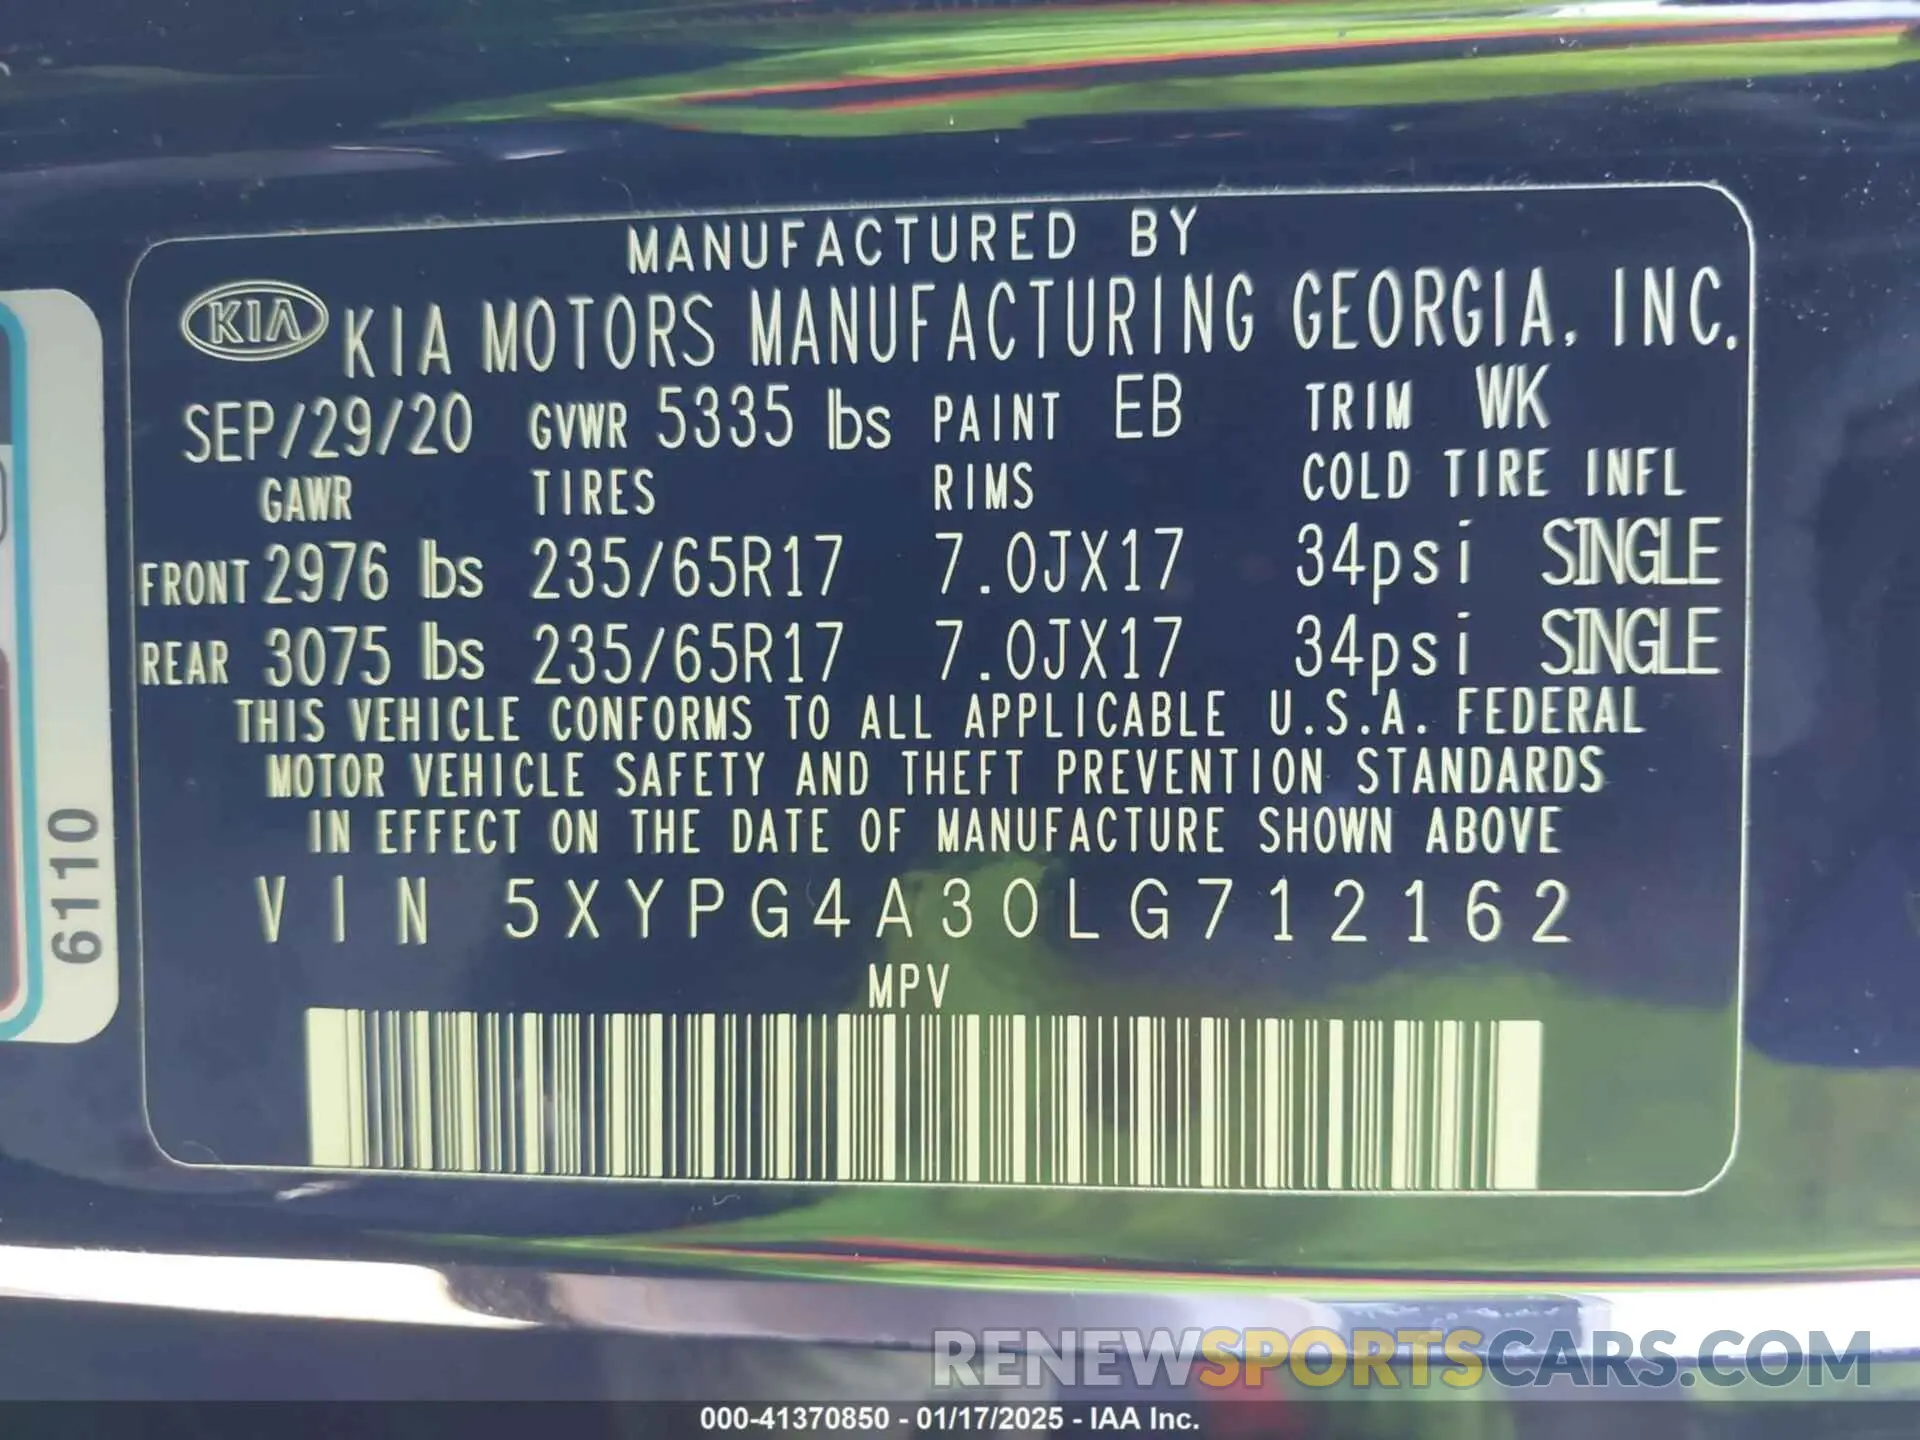 MANUFACTURED BY
KIA KIA MOTORS MANUFACTURING GEORGIA, INC.
SEP/29/20 GVWR 5335 lbs PAINT EB TRIM WK
GAWR TIRES RIMS COLD TIRE INFL
FRONT 2976 lbs 235/65R17 7.0JX17 34psi SINGLE
REAR 3075 lbs 235/65R17 7.0JX17 34psi SINGLE
THIS VEHICLE CONFORMS TO ALL APPLICABLE U.S.A. FEDERAL
MOTOR VEHICLE SAFETY AND THEFT PREVENTION STANDARDS
IN EFFECT ON THE DATE OF MANUFACTURE SHOWN ABOVE
VIN 5XYPG4A30LG712162
MPV
6110
RENEWSPORTSCARS.COM
000-41370850 - 01/17/2025 - IAA Inc.